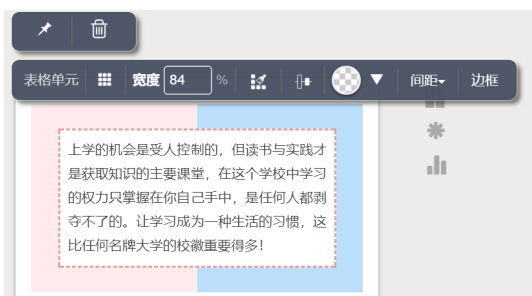 表格单元 宽度 84 % 间距 边框
上学的机会是受人控制的，但读书与实践才
是获取知识的主要课堂，在这个学校中学习
的权力只掌握在你自己手中，是任何人都剥
夺不了的。让学习成为一种生活的习惯，这
比任何名牌大学的校徽重要得多！